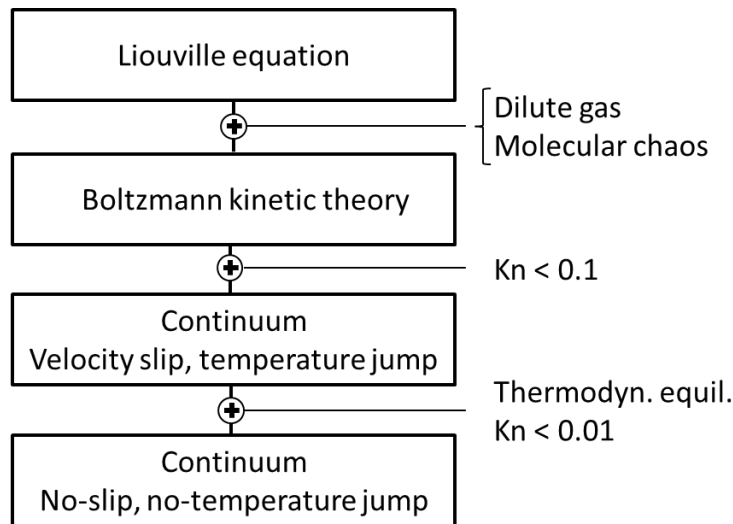 Liouville equation
Dilute gas
Molecular chaos
Boltzmann kinetic theory
Kn < 0.1
Continuum
Velocity slip, temperature jump
Thermodyn. equil.
Kn < 0.01
Continuum
No-slip, no-temperature jump